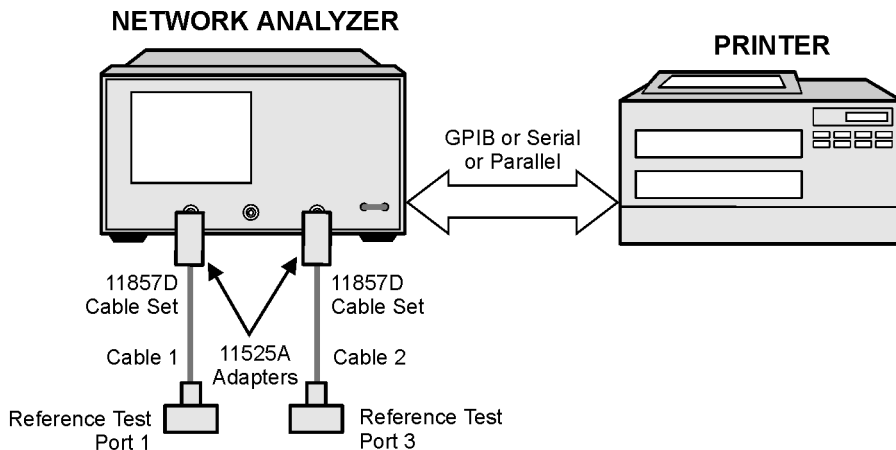 NETWORK ANALYZER
PRINTER
GPIB or Serial
or Parallel
11857D
Cable Set
11857D
Cable Set
Cable 1
11525A
Adapters
Cable 2
Reference Test
Port 1
Reference Test
Port 3